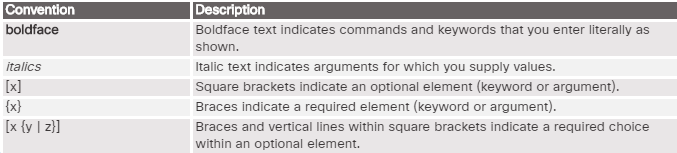 Convention Description
boldface Boldface text indicates commands and keywords that you enter literally as
shown.
italics Italic text indicates arguments for which you supply values.
[x] Square brackets indicate an optional element (keyword or argument).
{x} Braces indicate a required element (keyword or argument).
[x {y | z}] Braces and vertical lines within square brackets indicate a required choice
within an optional element.